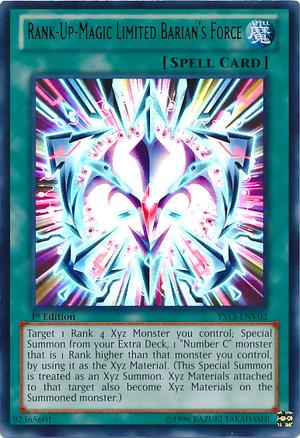 Rank-Up-Magic Limited Barian's Force 魔
[Spell Card]
1st Edition
YS13-ENV02
Target 1 Rank 4 Xyz Monster you control; Special
Summon from your Extra Deck, 1 "Number C" monster
that is 1 Rank higher than that monster you control,
by using it as the Xyz Material. (This Special Summon
is treated as an Xyz Summon. Xyz Materials attached
to that target also become Xyz Materials on the
Summoned monster.)
92365601
©1996 KAZUKI TAKAHASHI